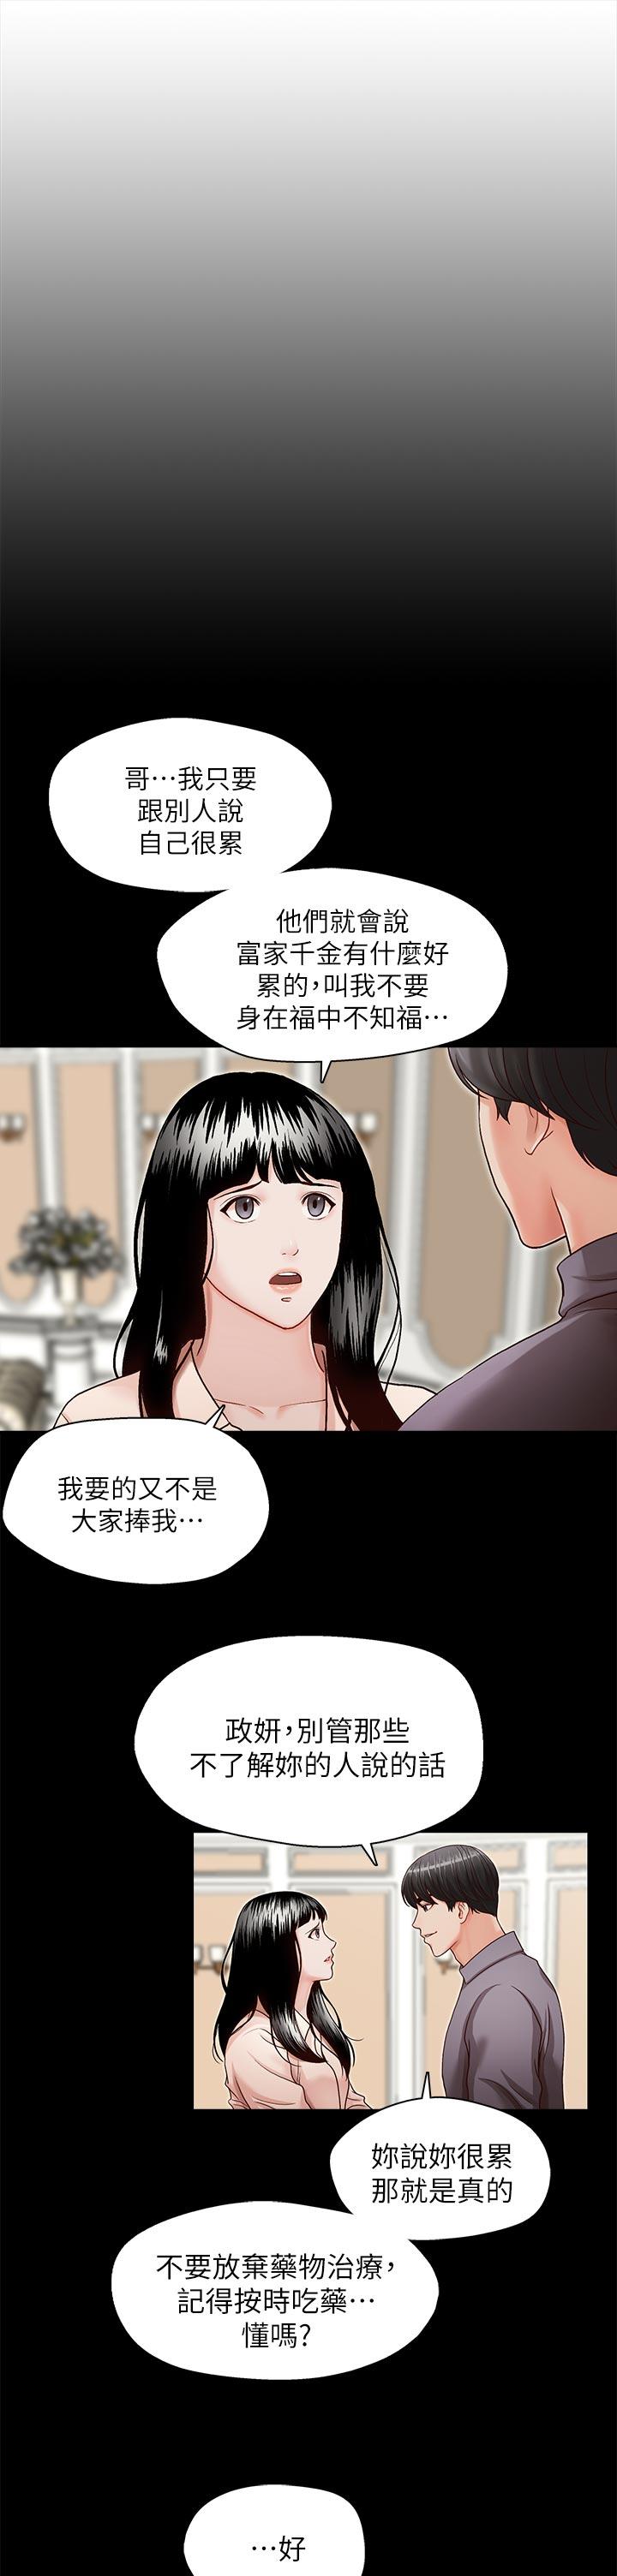 哥⋯我只要
跟別人說
自己很累
他們就會說
富家千金有什麼好
累的，叫我不要
身在福中不知福⋯
我要的又不是
大家捧我⋯
政妍，別管那些
不了解妳的人說的話
妳說妳很累
那就是真的
不要放棄藥物治療，
記得按時吃藥⋯
懂嗎？
⋯好